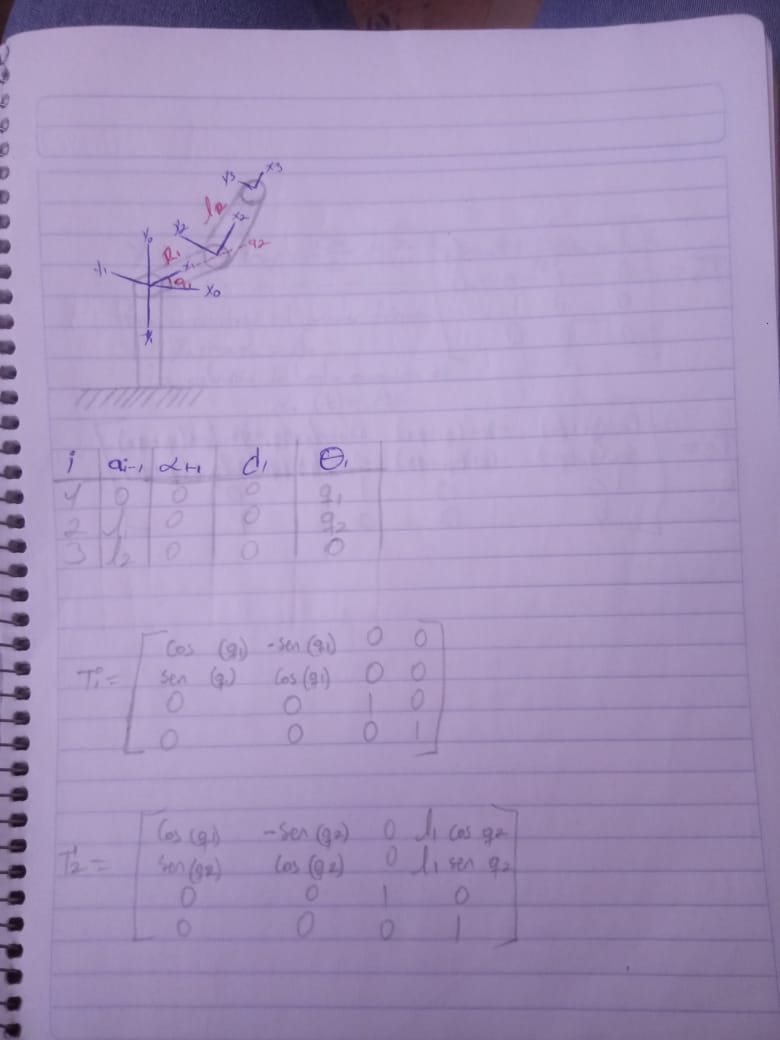 Y3 X3
l2
Y2 X2
Y0 l1 q2
Y1 X1
q1 X0
i ai-1 αi-1 di θi
1 0 0 0 q1
2 l1 0 0 q2
3 l2 0 0 0
cos (q1) -sen(q1) 0 0
T1⁰= sen (q1) cos(q1) 0 0
0 0 1 0
0 0 0 1
cos(q1) -sen(q2) 0 l1 cos q2
T2¹= sen(q2) cos(q2) 0 l1 sen q2
0 0 1 0
0 0 0 1